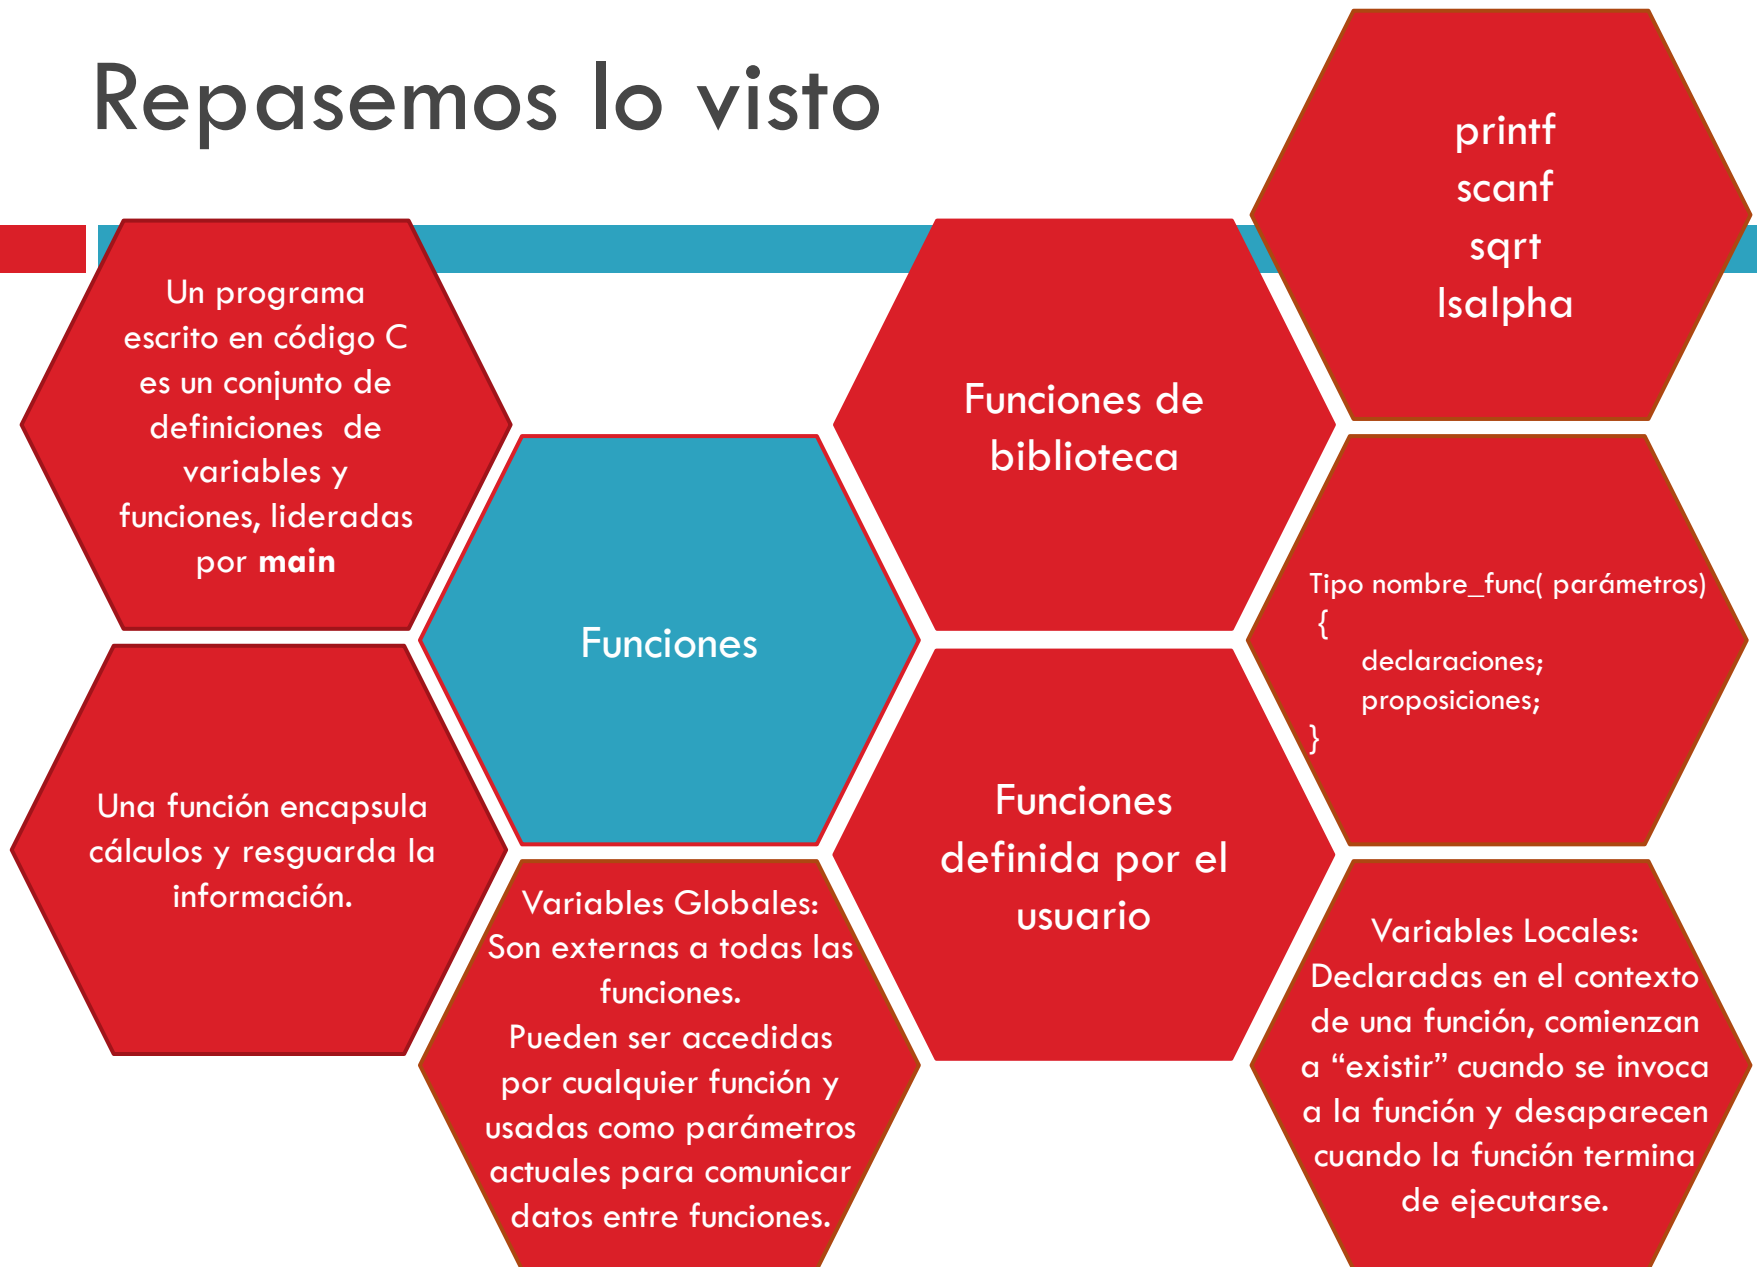 Repasemos lo visto
printf
scanf
sqrt
Isalpha
Un programa
escrito en código C
es un conjunto de
definiciones  de
variables y
funciones, lideradas
por main
Funciones de
biblioteca
Funciones
Tipo nombre_func( parámetros)
{
declaraciones;
proposiciones;
}
Una función encapsula
cálculos y resguarda la
información.
Funciones
definida por el
usuario
Variables Globales:
Son externas a todas las
funciones.
Pueden ser accedidas
por cualquier función y
usadas como parámetros
actuales para comunicar
datos entre funciones.
Variables Locales:
Declaradas en el contexto
de una función, comienzan
a “existir” cuando se invoca
a la función y desaparecen
cuando la función termina
de ejecutarse.